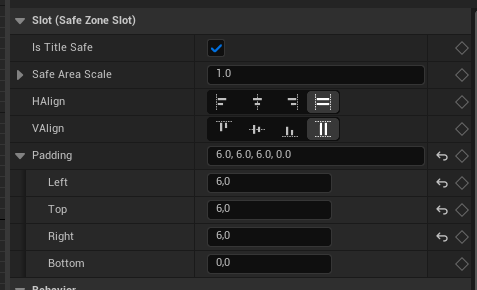 Slot (Safe Zone Slot)
Is Title Safe
Safe Area Scale 1.0
HAlign
VAlign
Padding 6.0, 6.0, 6.0, 0.0
Left 6,0
Top 6,0
Right 6,0
Bottom 0,0
Behavior